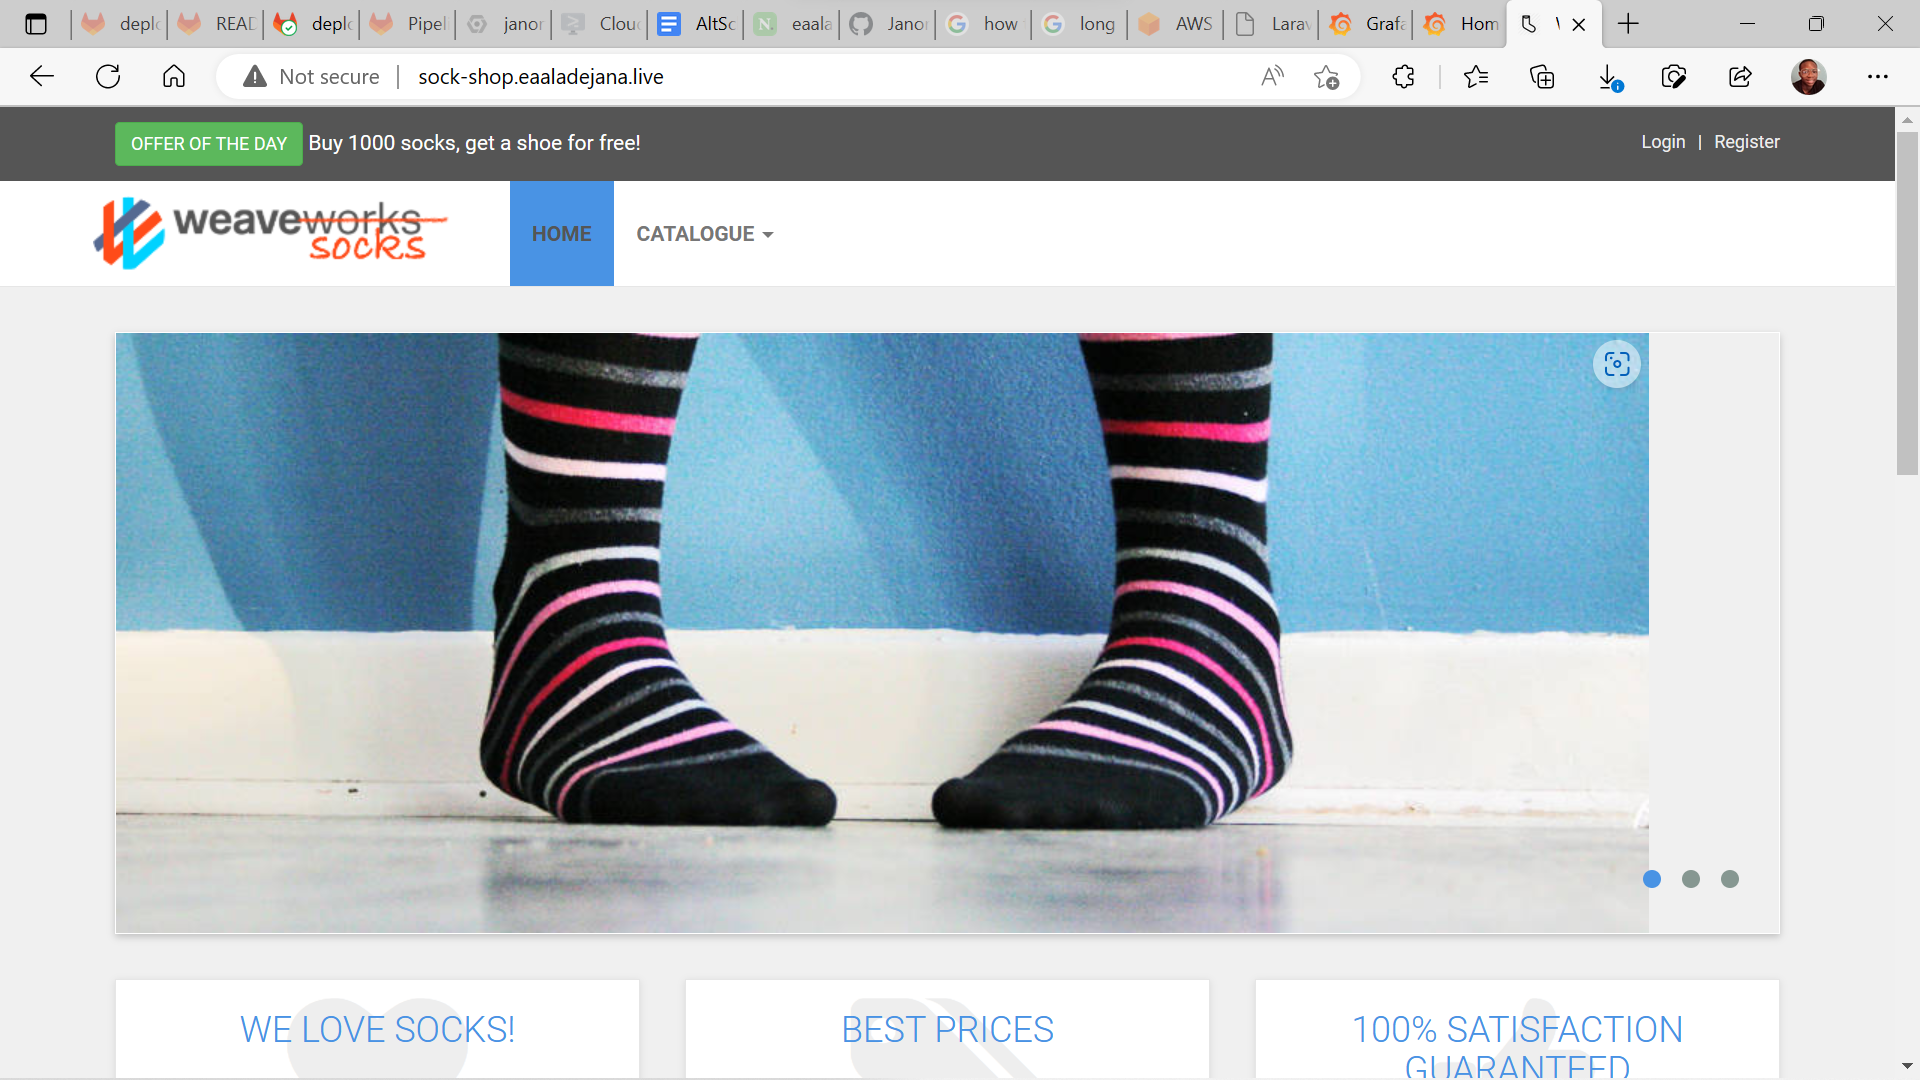 deplo
READ
deplo
Pipeli
janor
Clou
AltSc
eaala
Janor
how
long
AWS
Larav
Grafa
Hom
Not secure
sock-shop.eaaladejana.live
OFFER OF THE DAY Buy 1000 socks, get a shoe for free!
Login | Register
weaveworks
socks
HOME
CATALOGUE
WE LOVE SOCKS!
BEST PRICES
100% SATISFACTION
GUARANTEED